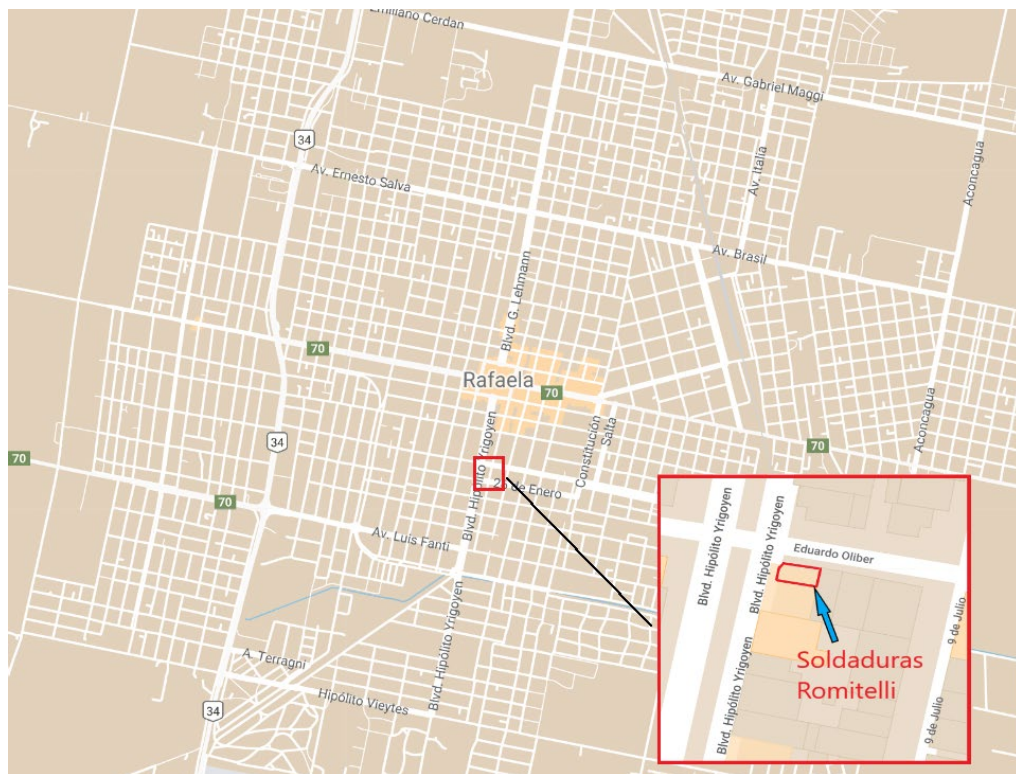 Emiliano Cerdan
Av. Gabriel Maggi
34
Av. Italia
Aconcagua
Av. Ernesto Salva
Av. Brasil
Blvd. G. Lehmann
70
Rafaela
70
Constitución
Salta
Aconcagua
34
70
70
Blvd. Hipólito Yrigoyen
de Enero
70
Av. Luis Fanti
Blvd. Hipólito Yrigoyen
A. Terragni
Hipólito Vieytes
34
Blvd. Hipólito Yrigoyen
Blvd. Hipólito Yrigoyen
Eduardo Oliber
Blvd. Hipólito Yrigoyen
9 de Julio
9 de Julio
Soldaduras
Romitelli